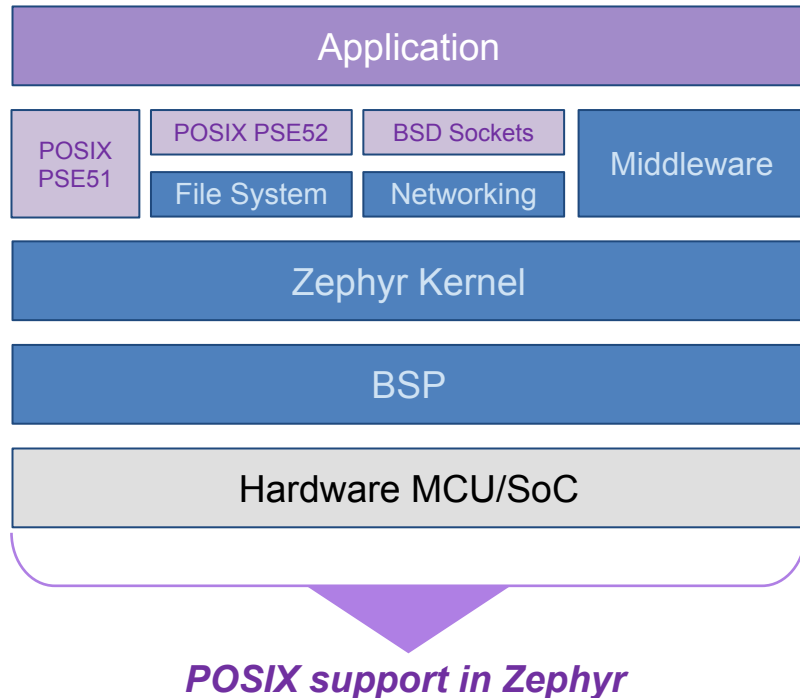 Application
POSIX
PSE51
POSIX PSE52
BSD Sockets
File System
Networking
Middleware
Zephyr Kernel
BSP
Hardware MCU/SoC
POSIX support in Zephyr